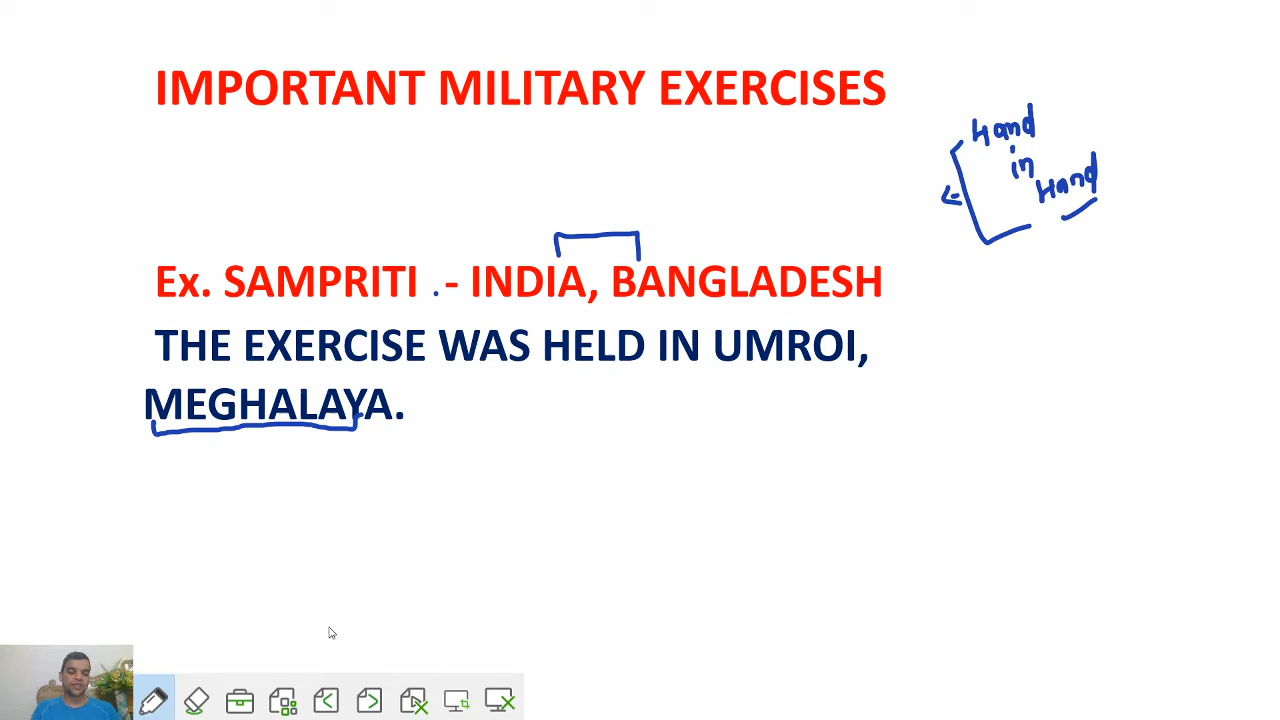 IMPORTANT MILITARY EXERCISES
Hand
in
Hand
Ex. SAMPRITI .- INDIA, BANGLADESH
THE EXERCISE WAS HELD IN UMROI,
MEGHALAYA.